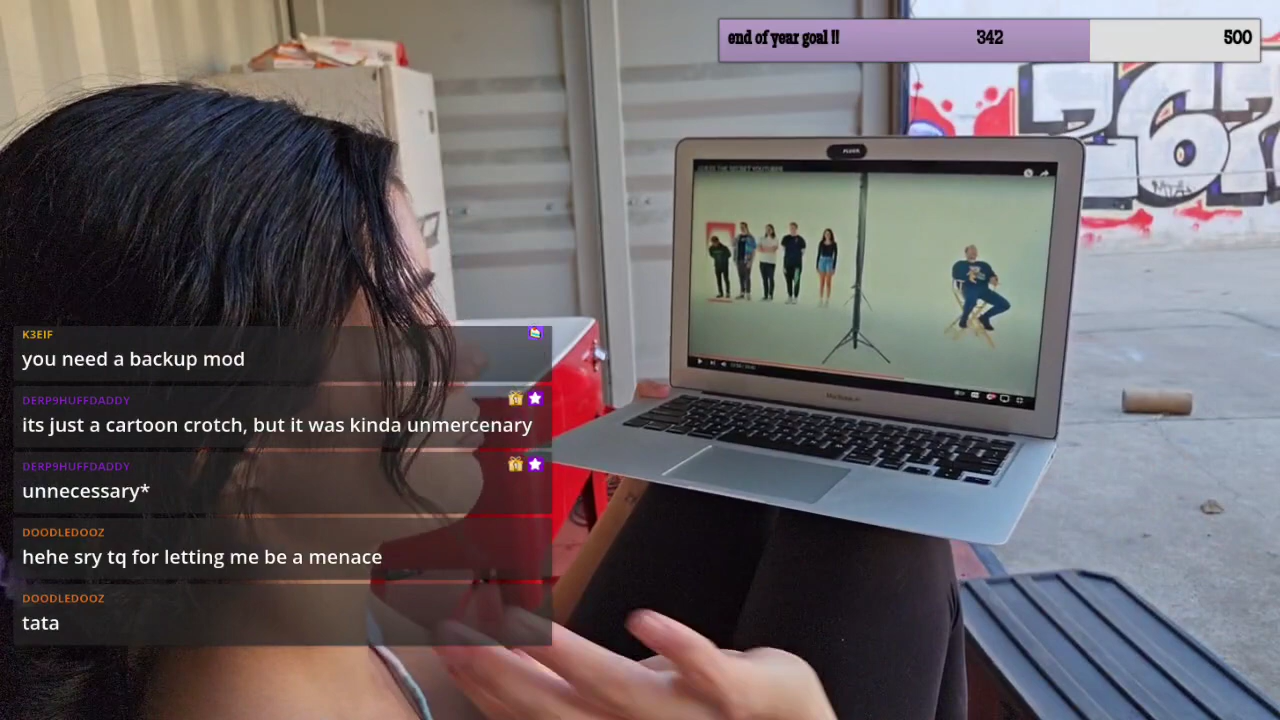 end of year goal !! 342 500
K3EIF
you need a backup mod
DERP9HUFFDADDY
its just a cartoon crotch, but it was kinda unmercenary
DERP9HUFFDADDY
unnecessary*
DOODLEDOOZ
hehe sry tq for letting me be a menace
DOODLEDOOZ
tata